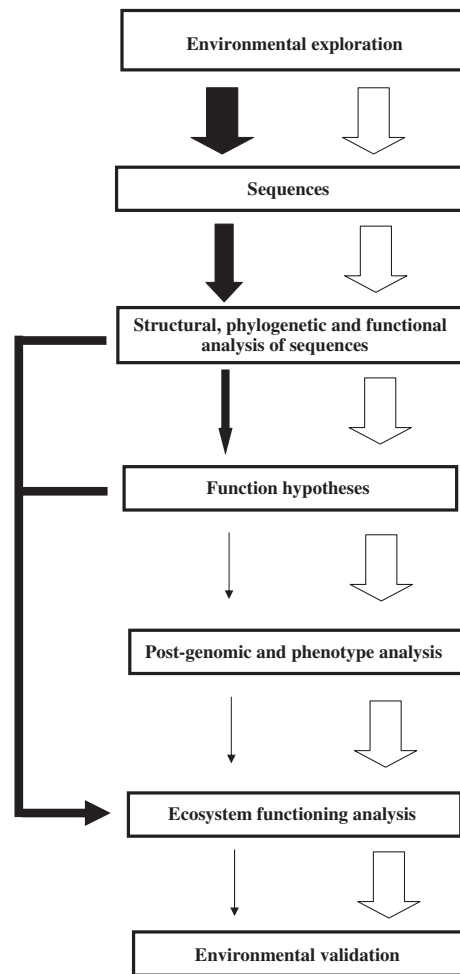 Environmental exploration
Sequences
Structural, phylogenetic and functional
analysis of sequences
Function hypotheses
Post-genomic and phenotype analysis
Ecosystem functioning analysis
Environmental validation